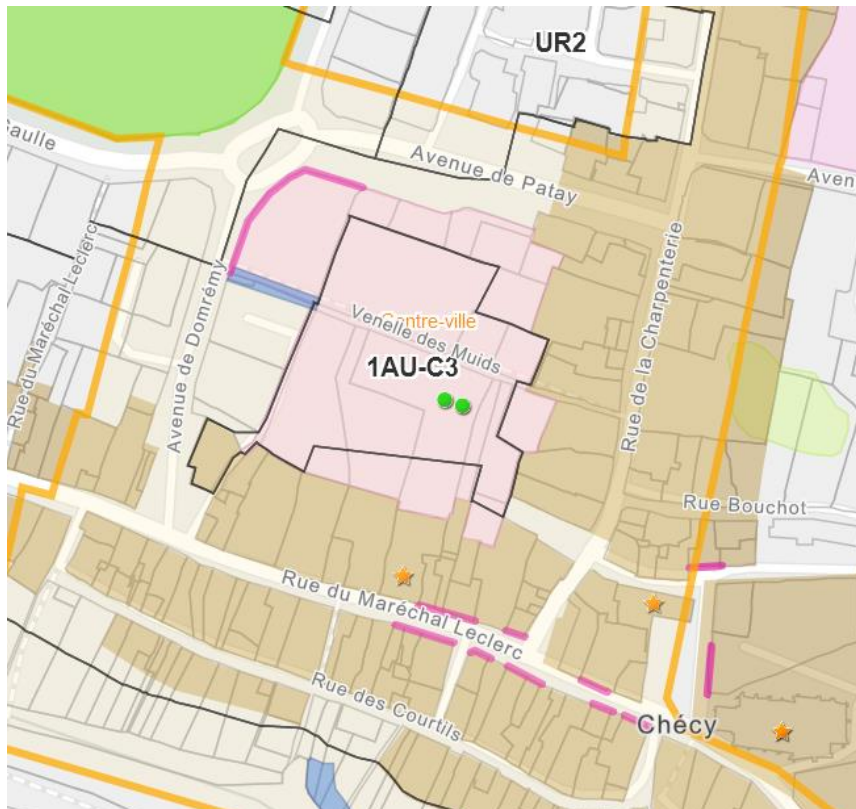 UR2
Gaulle
Avenue de Patay
Aven
Rue du Maréchal Leclerc
Avenue de Domrémy
Rue de la Charpenterie
Centre-ville
Venelle des Muids
1AU-C3
Rue Bouchot
Rue du Maréchal Leclerc
Rue des Courtils
Chécy